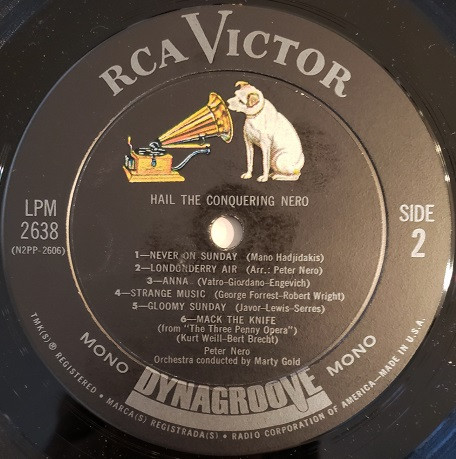 RCA VICTOR
HAIL THE CONQUERING NERO
LPM
2638
(N2PP-2606)
SIDE
2
1—NEVER ON SUNDAY (Mano Hadjidakis)
2—LONDONDERRY AIR (Arr.: Peter Nero)
3—ANNA (Vatro-Giordano-Engevich)
4—STRANGE MUSIC (George Forrest-Robert Wright)
5—GLOOMY SUNDAY (Javor-Lewis-Serres)
6—MACK THE KNIFE
(from "The Three Penny Opera")
(Kurt Weill-Bert Brecht)
Peter Nero
Orchestra conducted by Marty Gold
MONO DYNAGROOVE MONO
TMK(S) ® REGISTERED • MARCA(S) REGISTRADA(S) • RADIO CORPORATION OF AMERICA—MADE IN U.S.A.